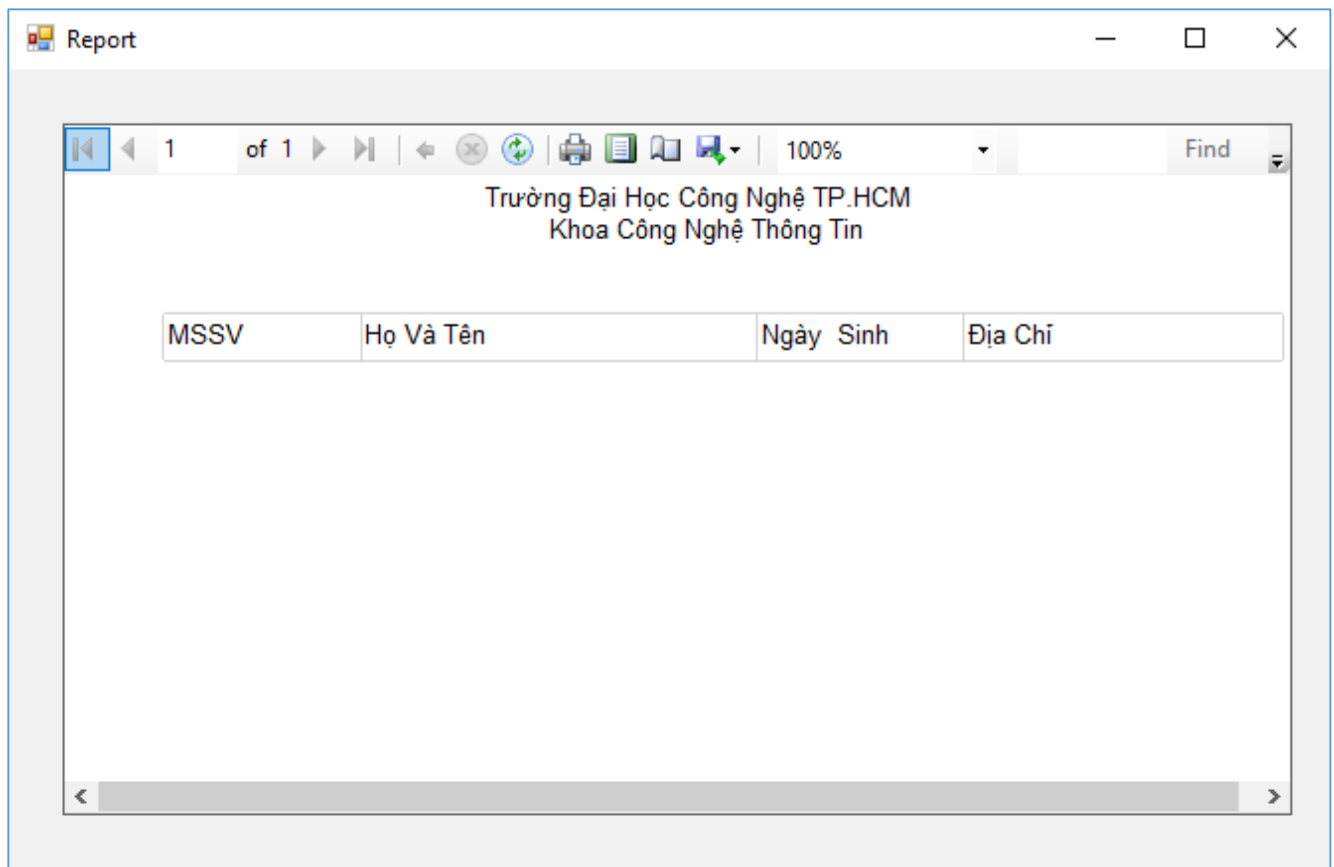 Report
1 of 1 100% Find
Trường Đại Học Công Nghệ TP.HCM
Khoa Công Nghệ Thông Tin
MSSV Họ Và Tên Ngày Sinh Địa Chỉ